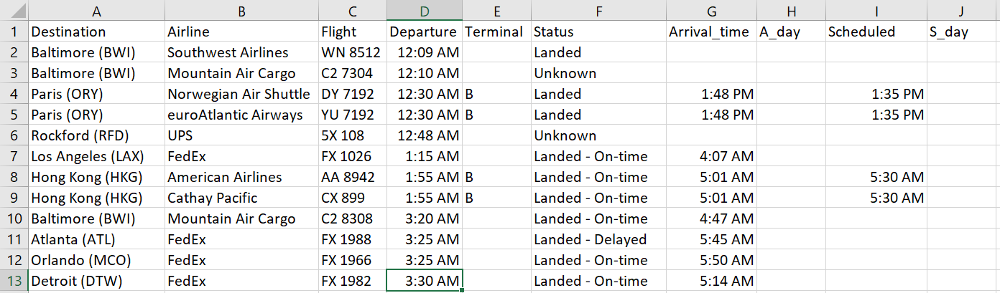 A B C D E F G H I J
1 Destination Airline Flight Departure Terminal Status Arrival_time A_day Scheduled S_day
2 Baltimore (BWI) Southwest Airlines WN 8512 12:09 AM Landed
3 Baltimore (BWI) Mountain Air Cargo C2 7304 12:10 AM Unknown
4 Paris (ORY) Norwegian Air Shuttle DY 7192 12:30 AM B Landed 1:48 PM 1:35 PM
5 Paris (ORY) euroAtlantic Airways YU 7192 12:30 AM B Landed 1:48 PM 1:35 PM
6 Rockford (RFD) UPS 5X 108 12:48 AM Unknown
7 Los Angeles (LAX) FedEx FX 1026 1:15 AM Landed - On-time 4:07 AM
8 Hong Kong (HKG) American Airlines AA 8942 1:55 AM B Landed - On-time 5:01 AM 5:30 AM
9 Hong Kong (HKG) Cathay Pacific CX 899 1:55 AM B Landed - On-time 5:01 AM 5:30 AM
10 Baltimore (BWI) Mountain Air Cargo C2 8308 3:20 AM Landed - On-time 4:47 AM
11 Atlanta (ATL) FedEx FX 1988 3:25 AM Landed - Delayed 5:45 AM
12 Orlando (MCO) FedEx FX 1966 3:25 AM Landed - On-time 5:50 AM
13 Detroit (DTW) FedEx FX 1982 3:30 AM Landed - On-time 5:14 AM